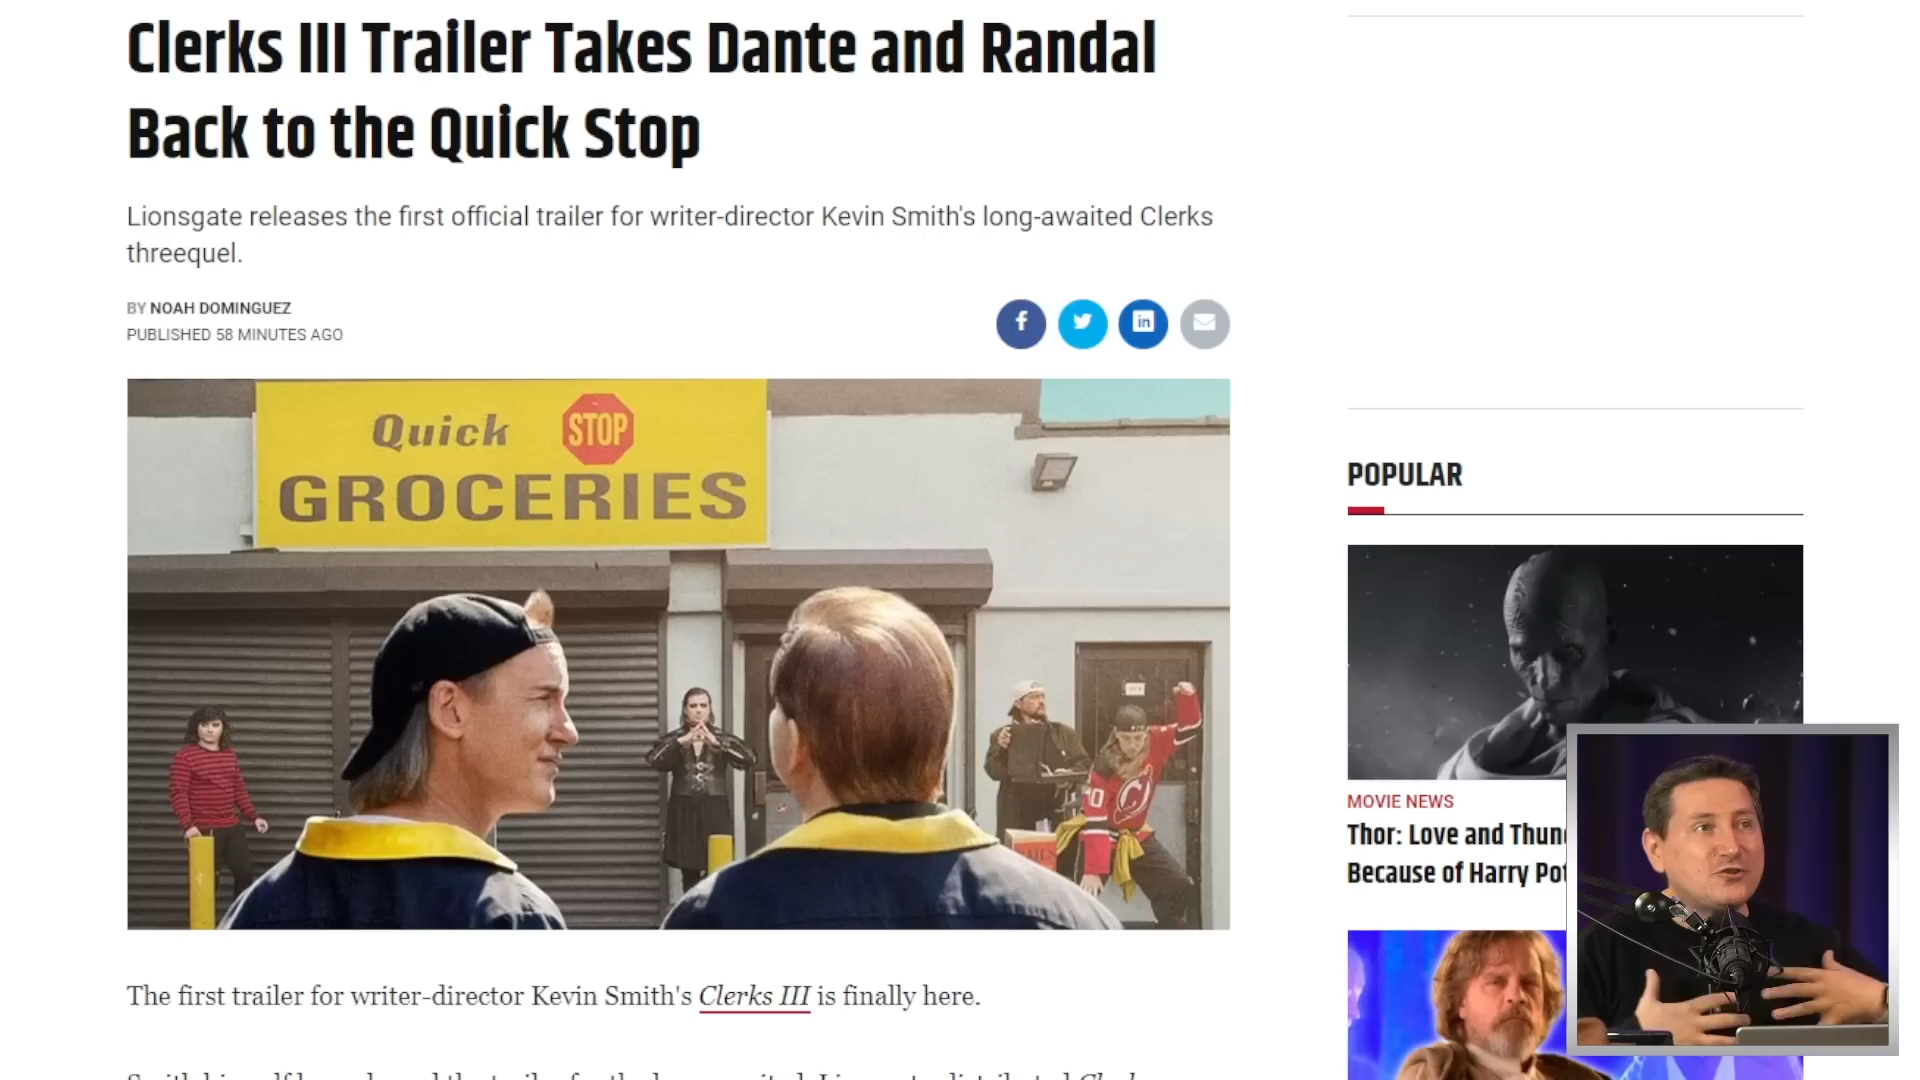 Clerks III Trailer Takes Dante and Randal
Back to the Quick Stop
Lionsgate releases the first official trailer for writer-director Kevin Smith's long-awaited Clerks
threequel.
BY NOAH DOMINGUEZ
PUBLISHED 58 MINUTES AGO
f
in
Quick STOP
GROCERIES
The first trailer for writer-director Kevin Smith's Clerks III is finally here.
POPULAR
MOVIE NEWS
Thor: Love and
Because of Harry